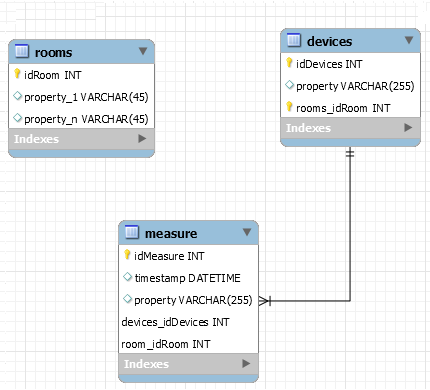 rooms
idRoom INT
property_1 VARCHAR(45)
property_n VARCHAR(45)
Indexes
devices
idDevices INT
property VARCHAR(255)
rooms_idRoom INT
Indexes
measure
idMeasure INT
timestamp DATETIME
property VARCHAR(255)
devices_idDevices INT
room_idRoom INT
Indexes